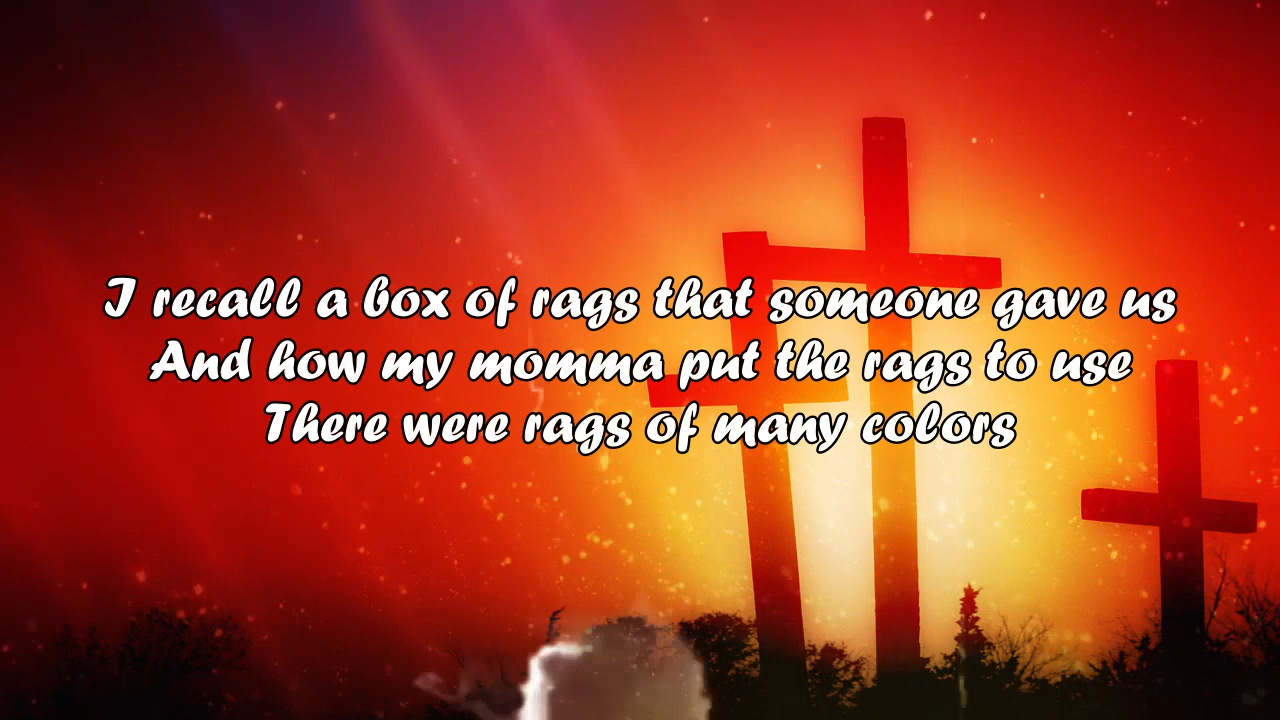 I recall a box of rags that someone gave us
And how my momma put the rags to use
There were rags of many colors